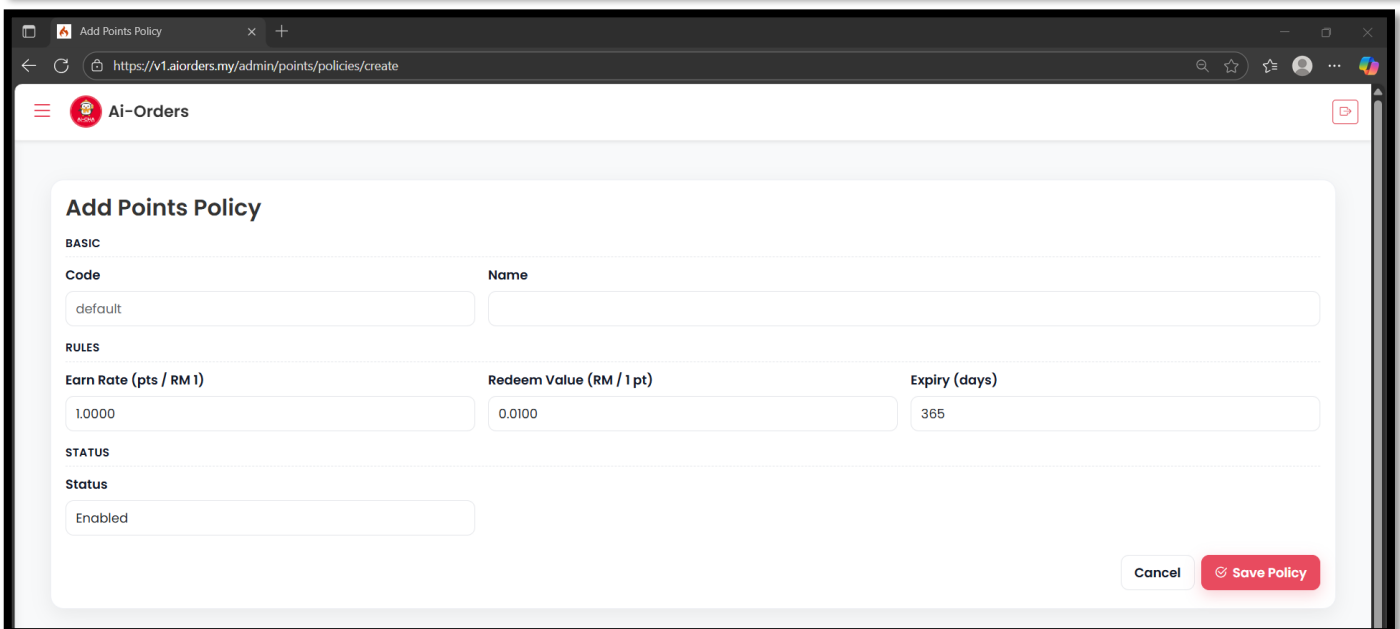 Add Points Policy
https://v1.aiorders.my/admin/points/policies/create
Ai-Orders
Add Points Policy
BASIC
Code
Name
default
RULES
Earn Rate (pts / RM 1)
Redeem Value (RM / 1 pt)
Expiry (days)
1.0000
0.0100
365
STATUS
Status
Enabled
Cancel
Save Policy